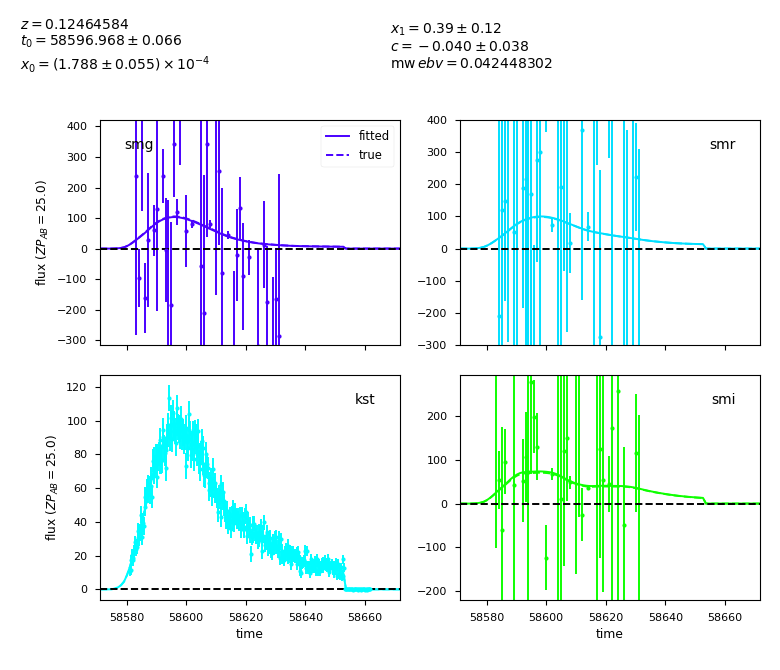 z = 0.12464584
t₀ = 58596.968 ± 0.066
x₀ = (1.788 ± 0.055) × 10⁻⁴
x₁ = 0.39 ± 0.12
c = −0.040 ± 0.038
mw ebv = 0.042448302
400
300
200
100
0
−100
−200
−300
flux (ZP_AB = 25.0)
smg
fitted
true
400
300
200
100
0
−100
−200
−300
smr
120
100
80
60
40
20
0
flux (ZP_AB = 25.0)
kst
58580 58600 58620 58640 58660
time
200
100
0
−100
−200
smi
58580 58600 58620 58640 58660
time